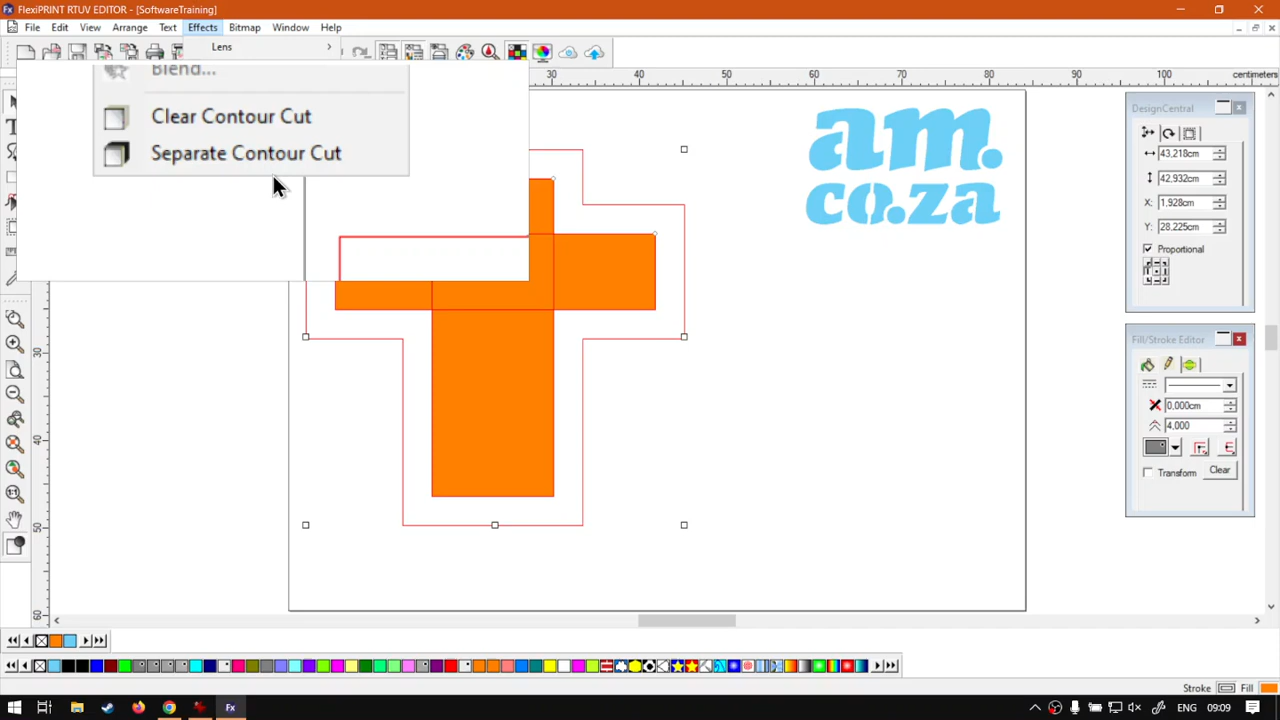 FlexiPRINT RTUV EDITOR - [SoftwareTraining]
File Edit View Arrange Text Effects Bitmap Window Help
Lens
Blend...
Clear Contour Cut
Separate Contour Cut
30 40 50 60 70 80 90 100 centimeters
30
40
50
60
am.
co.za
DesignCentral
43,218cm
42,932cm
X: 1,928cm
Y: 28,225cm
Proportional
Fill/Stroke Editor
0,000cm
4,000
Transform Clear
Stroke Fill
ENG 09:09